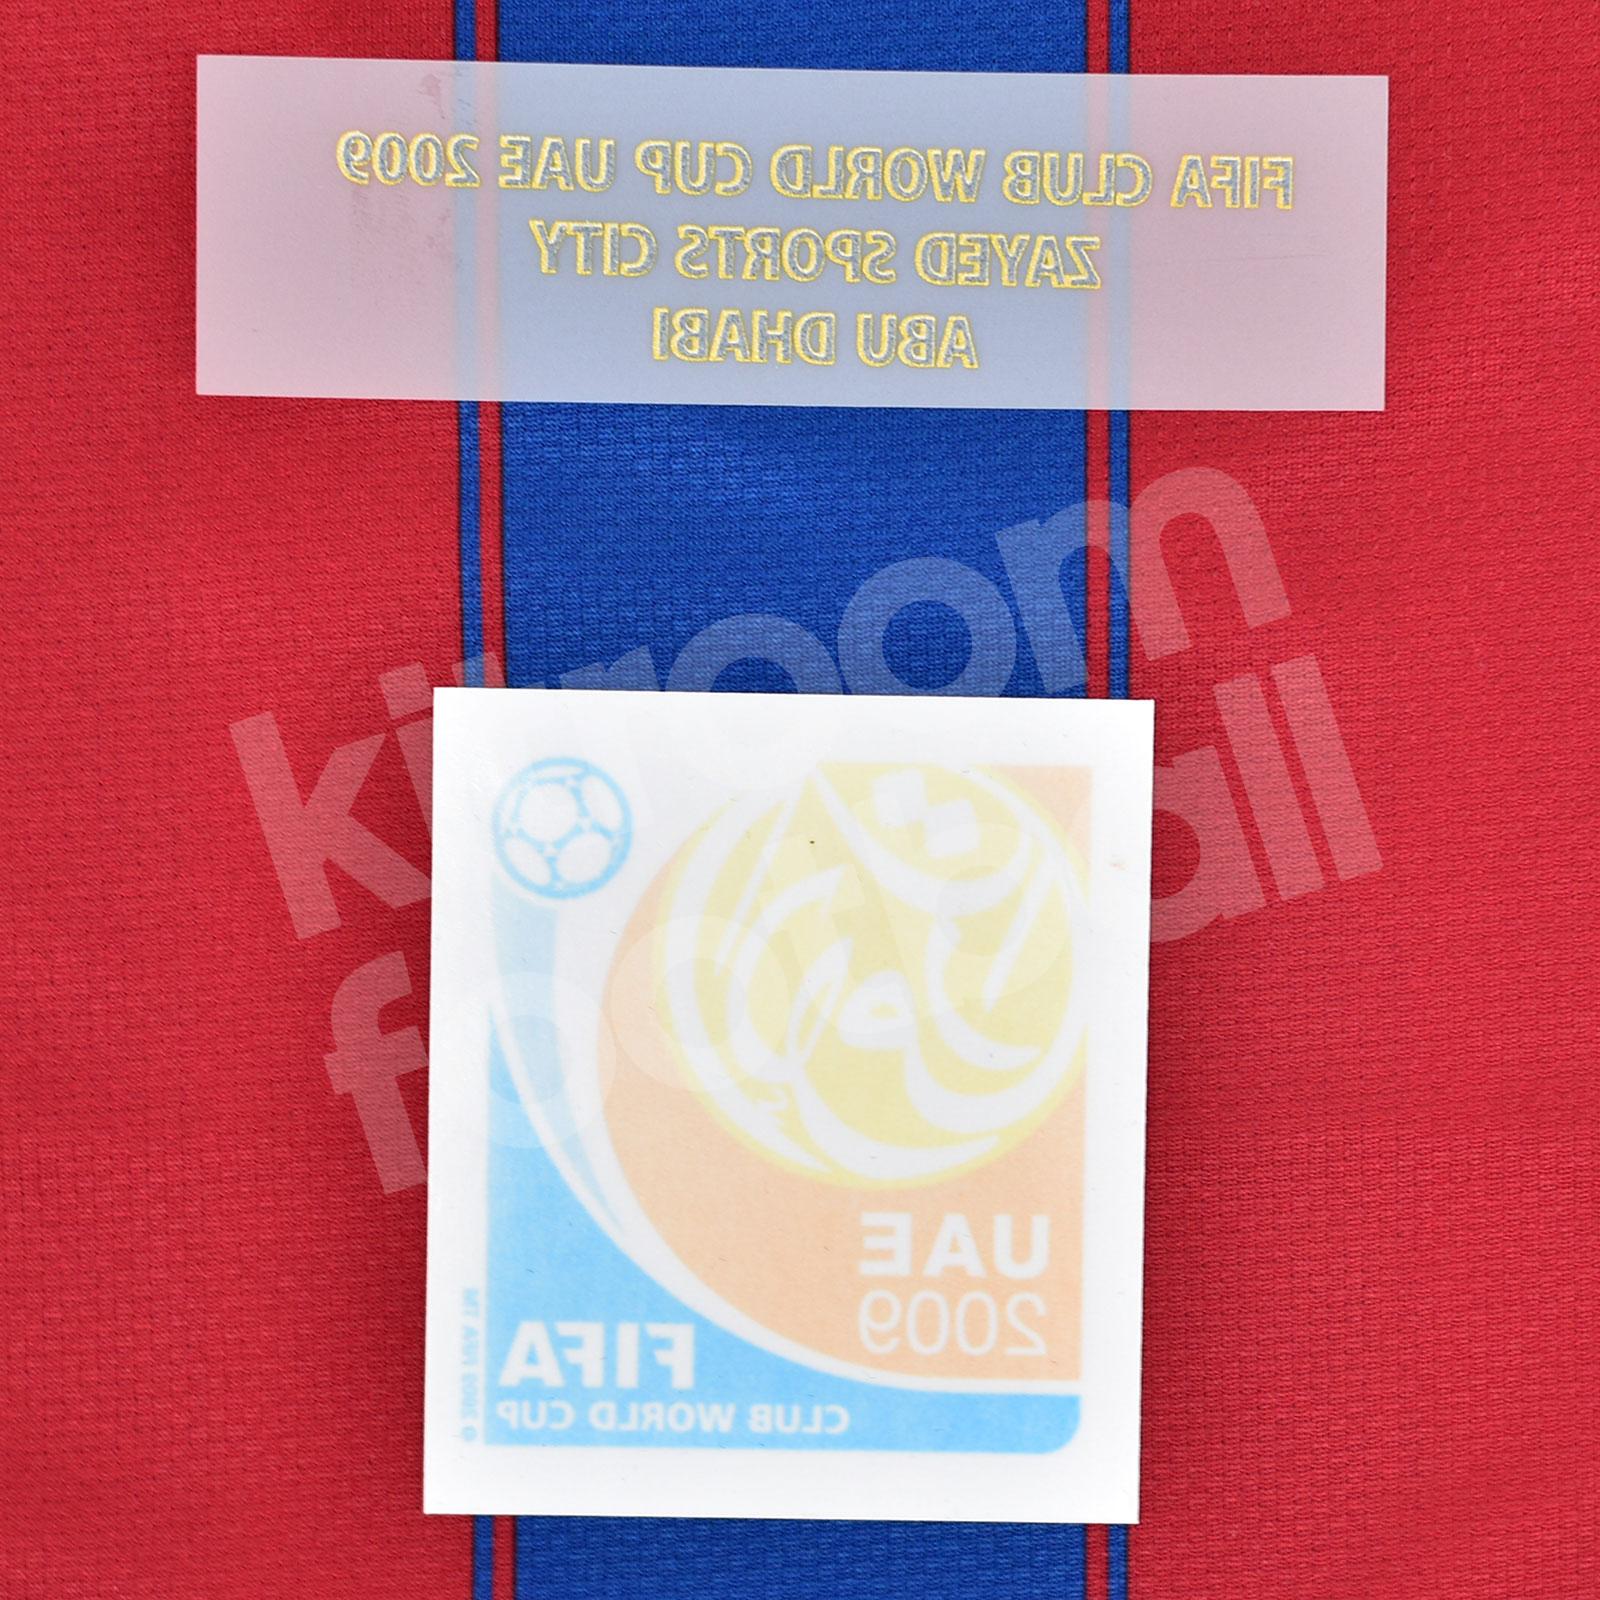 FIFA CLUB WORLD CUP UAE 2009
ZAYED SPORTS CITY
ABU DHABI
kitroom
football
UAE
2009
FIFA
CLUB WORLD CUP